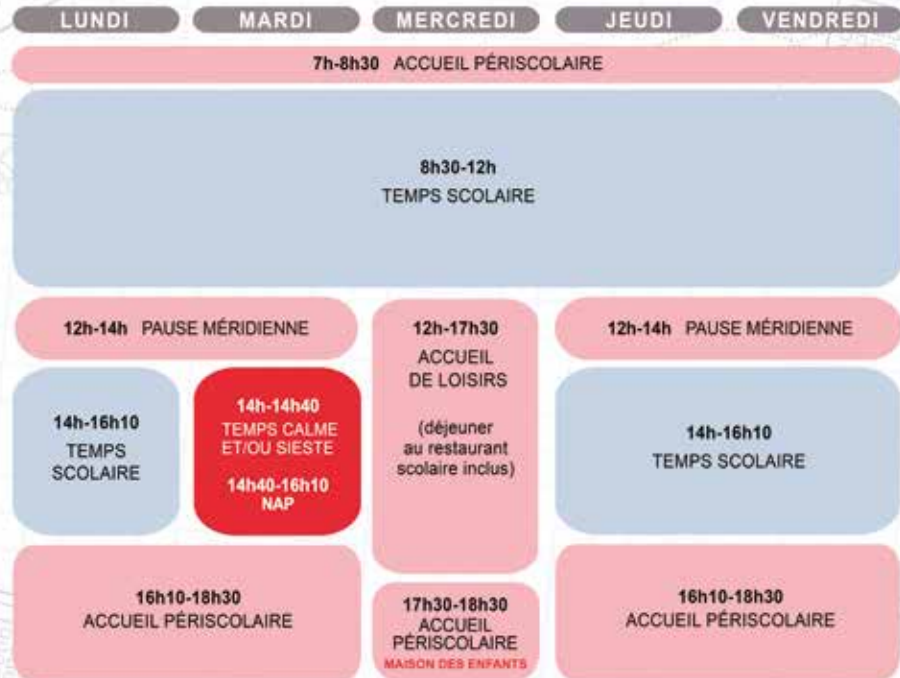 LUNDI MARDI MERCREDI JEUDI VENDREDI
7h-8h30 ACCUEIL PÉRISCOLAIRE
8h30-12h
TEMPS SCOLAIRE
12h-14h PAUSE MÉRIDIENNE
12h-17h30
ACCUEIL
DE LOISIRS
(déjeuner
au restaurant
scolaire inclus)
12h-14h PAUSE MÉRIDIENNE
14h-16h10
TEMPS
SCOLAIRE
14h-14h40
TEMPS CALME
ET/OU SIESTE
14h40-16h10
NAP
14h-16h10
TEMPS SCOLAIRE
16h10-18h30
ACCUEIL PÉRISCOLAIRE
17h30-18h30
ACCUEIL
PÉRISCOLAIRE
MAISON DES ENFANTS
16h10-18h30
ACCUEIL PÉRISCOLAIRE